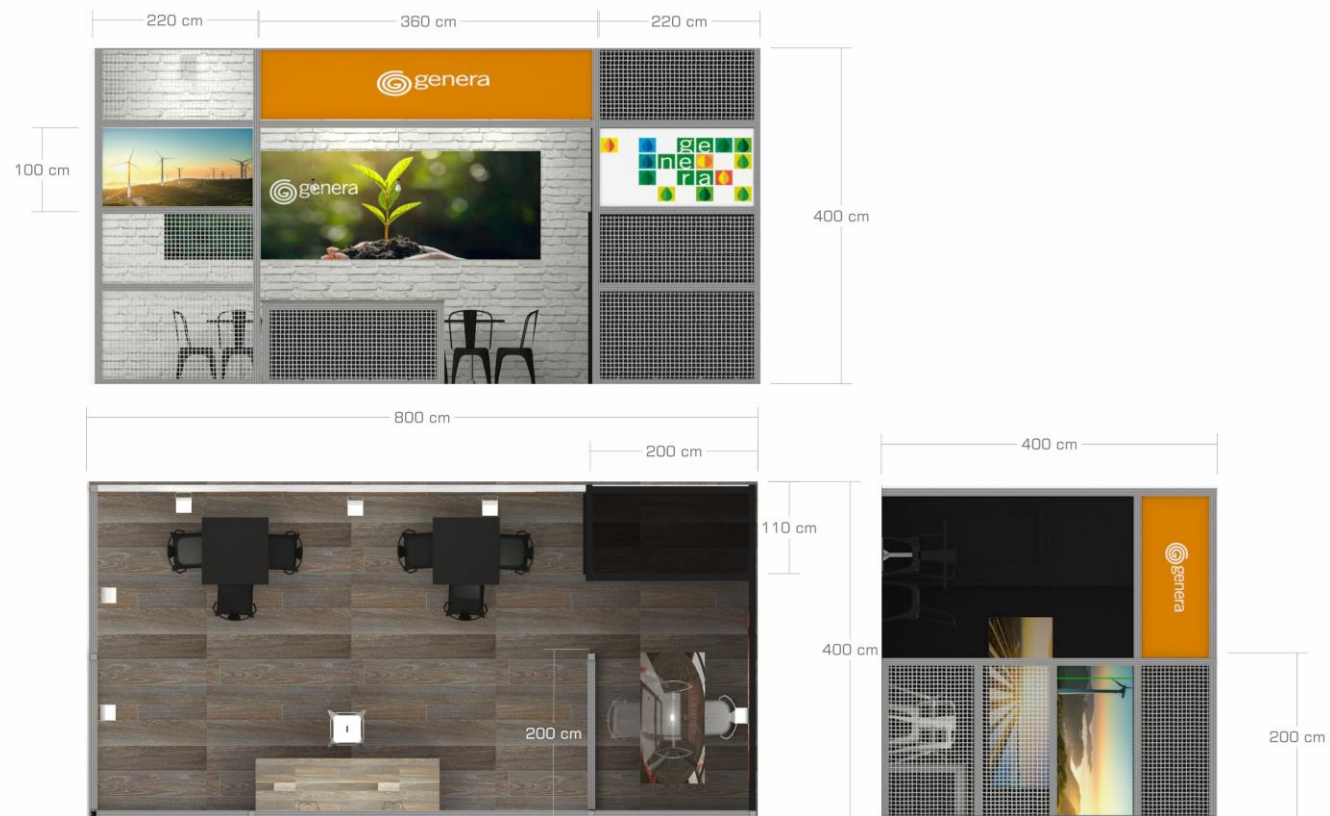 220 cm
360 cm
220 cm
genera
100 cm
genera
ge
ne
ra
400 cm
800 cm
200 cm
400 cm
110 cm
genera
400 cm
200 cm
200 cm